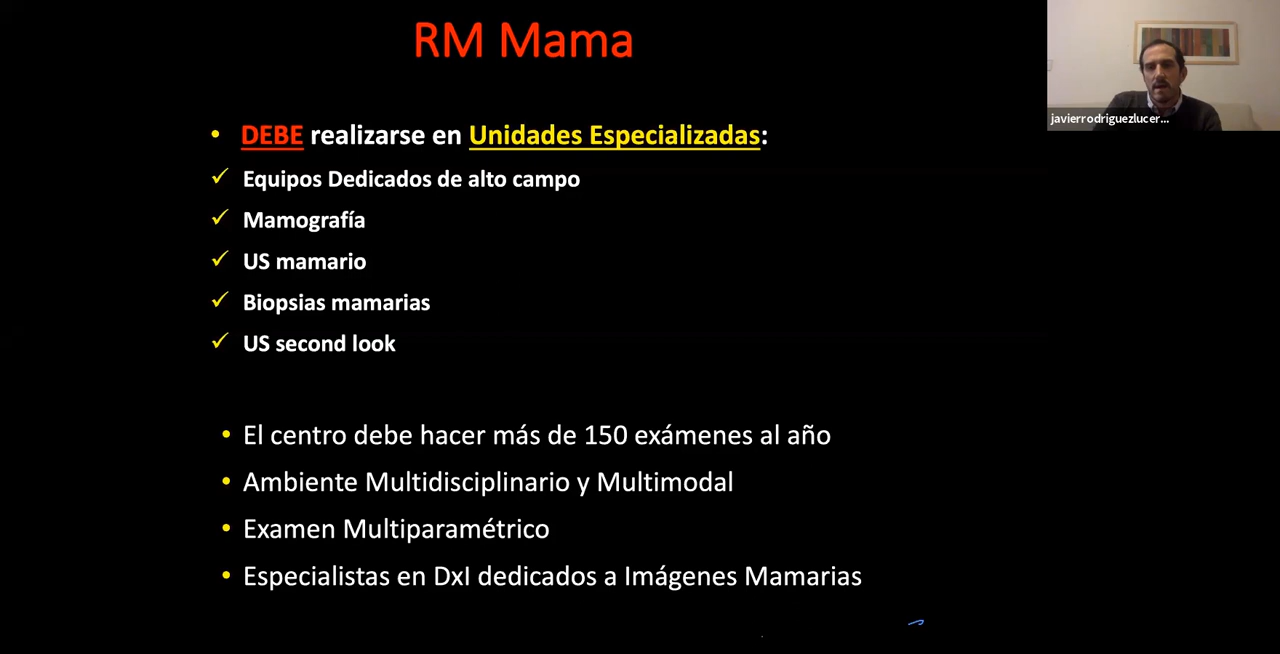 RM Mama
javierrodriguezlucer...
• DEBE realizarse en Unidades Especializadas:
✓ Equipos Dedicados de alto campo
✓ Mamografía
✓ US mamario
✓ Biopsias mamarias
✓ US second look
• El centro debe hacer más de 150 exámenes al año
• Ambiente Multidisciplinario y Multimodal
• Examen Multiparamétrico
• Especialistas en DxI dedicados a Imágenes Mamarias